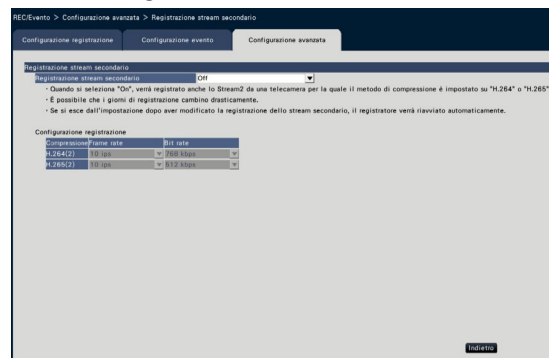 REC/Evento > Configurazione avanzata > Registrazione stream secondario
Configurazione registrazione Configurazione evento Configurazione avanzata
Registrazione stream secondario
Registrazione stream secondario Off
· Quando si seleziona "On", verrà registrato anche lo Stream2 da una telecamera per la quale il metodo di compressione è impostato su "H.264" o "H.265"
· È possibile che i giorni di registrazione cambino drasticamente.
· Se si esce dall'impostazione dopo aver modificato la registrazione dello stream secondario, il registratore verrà riavviato automaticamente.
Configurazione registrazione
Compressione Frame rate Bit rate
H.264(2) 10 ips 768 kbps
H.265(2) 10 ips 512 kbps
Indietro